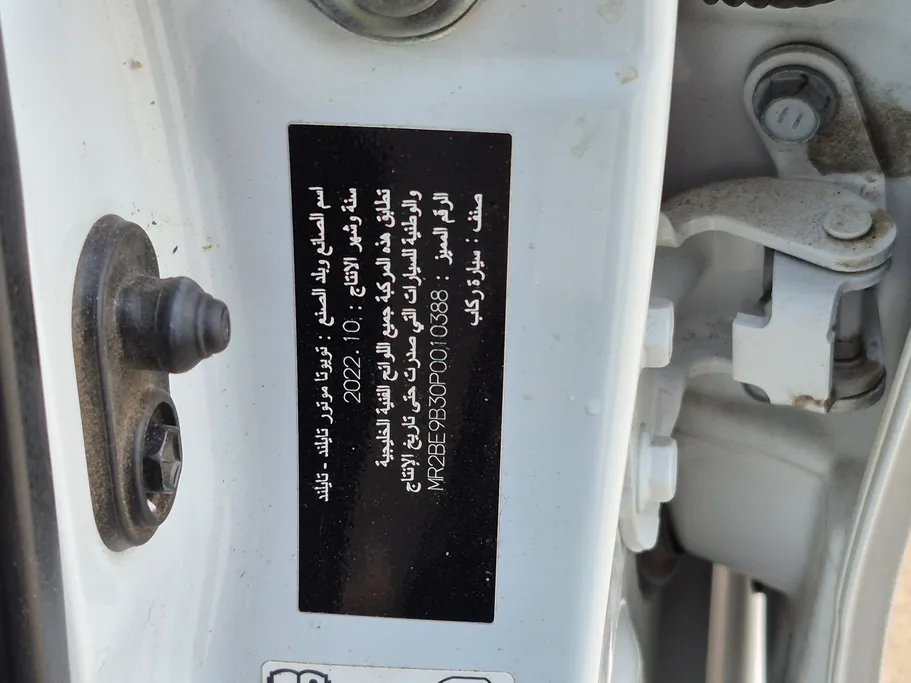 اسم الصانع وبلد الصنع : تويوتا موتور تايلند - تايلند
سنة وشهر الانتاج : 2022.10
تطابق هذه المركبة جميع اللوائح الفنية الخليجية
والوطنية للسيارات التي صدرت حتى تاريخ الإنتاج
الرقم المميز : MR2BE9B30P0010388
صنف : سيارة ركاب